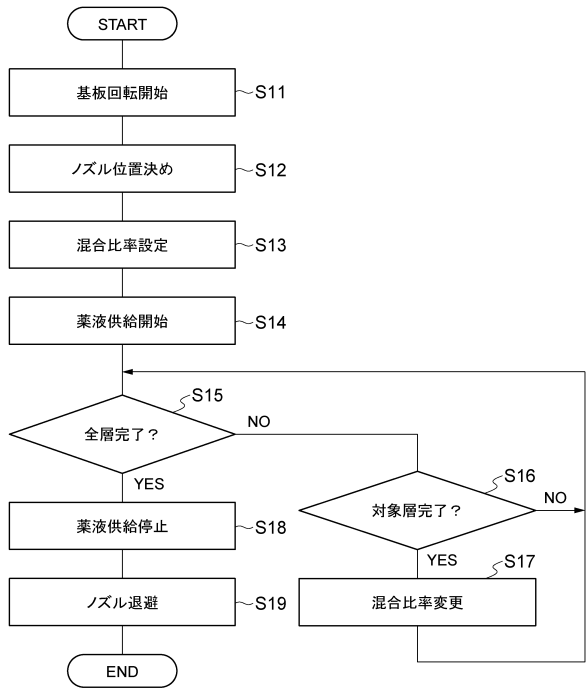 START
基板回転開始
S11
ノズル位置決め
S12
混合比率設定
S13
薬液供給開始
S14
S15
全層完了？
NO
YES
S16
対象層完了？
NO
YES
S17
混合比率変更
薬液供給停止
S18
ノズル退避
S19
END